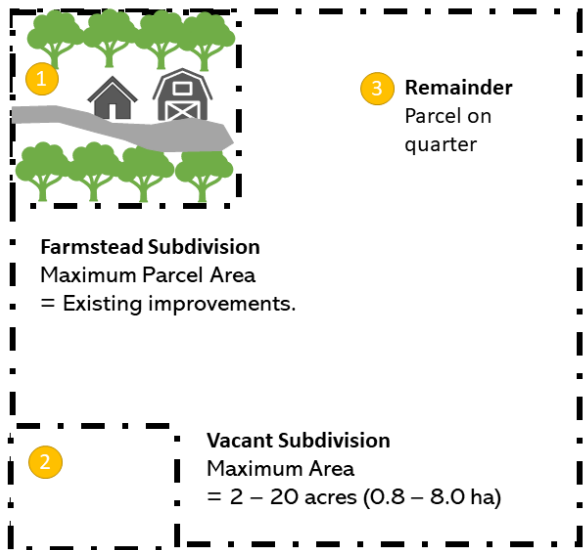 1
3 Remainder
Parcel on
quarter
Farmstead Subdivision
Maximum Parcel Area
= Existing improvements.
2
Vacant Subdivision
Maximum Area
= 2 – 20 acres (0.8 – 8.0 ha)